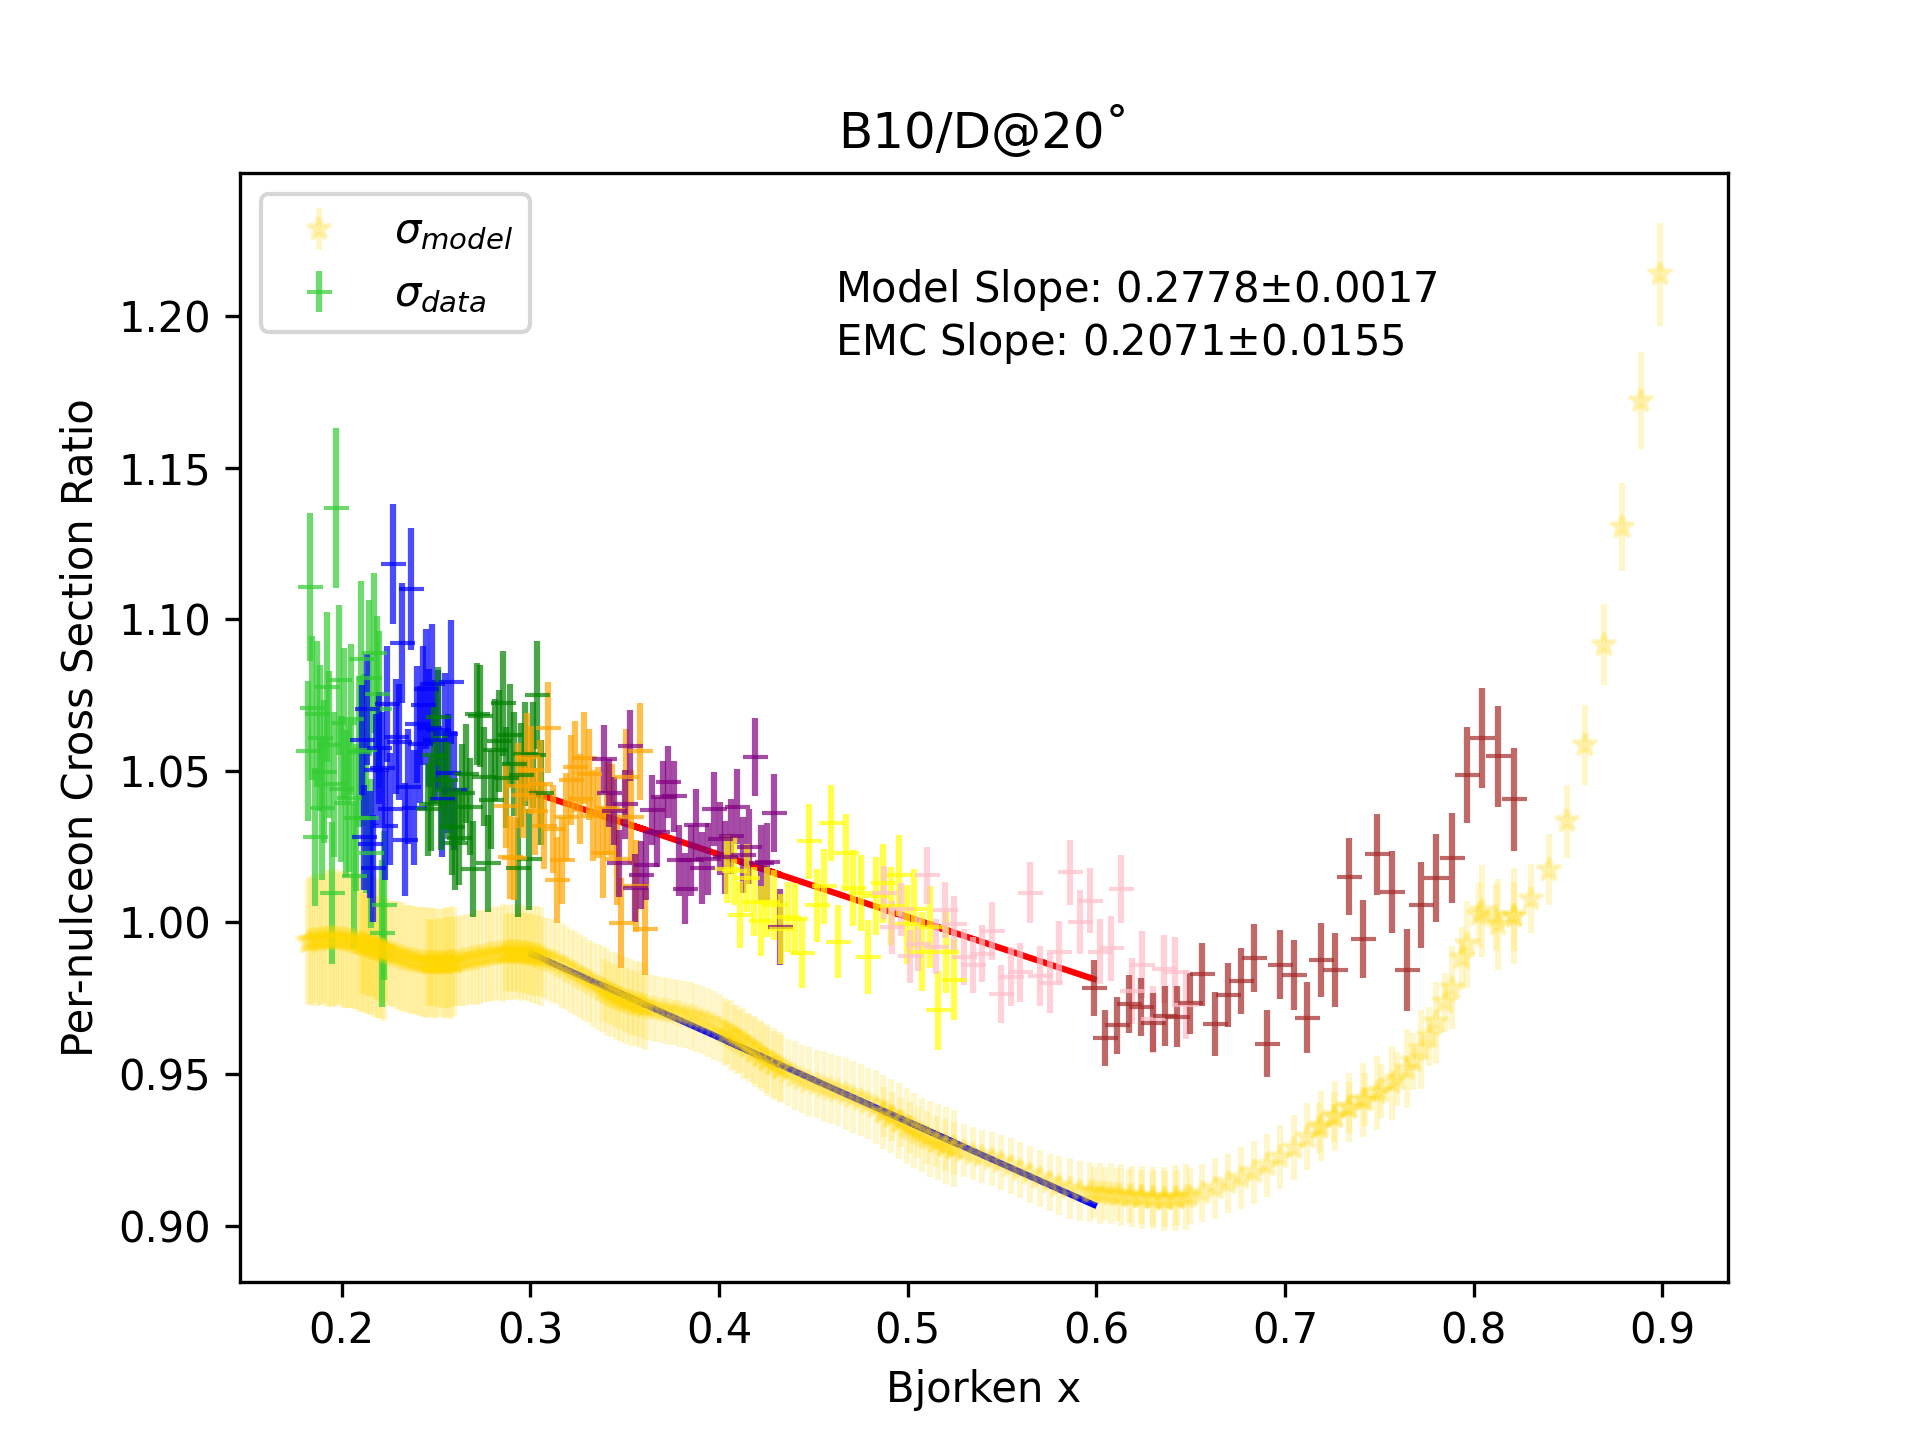 B10/D@20˚
σmodel
σdata
Model Slope: 0.2778±0.0017
EMC Slope: 0.2071±0.0155
Per-nulceon Cross Section Ratio
1.20
1.15
1.10
1.05
1.00
0.95
0.90
0.2 0.3 0.4 0.5 0.6 0.7 0.8 0.9
Bjorken x